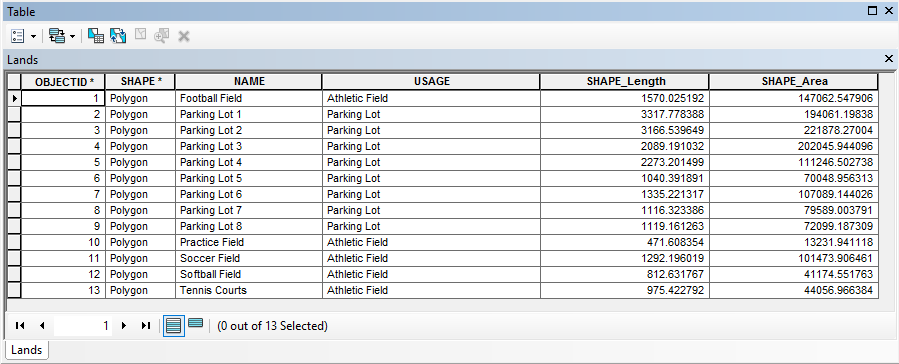 Table
Lands
OBJECTID * SHAPE * NAME USAGE SHAPE_Length SHAPE_Area
1 Polygon Football Field Athletic Field 1570.025192 147062.547906
2 Polygon Parking Lot 1 Parking Lot 3317.778388 194061.19838
3 Polygon Parking Lot 2 Parking Lot 3166.539649 221878.27004
4 Polygon Parking Lot 3 Parking Lot 2089.191032 202045.944096
5 Polygon Parking Lot 4 Parking Lot 2273.201499 111246.502738
6 Polygon Parking Lot 5 Parking Lot 1040.391891 70048.956313
7 Polygon Parking Lot 6 Parking Lot 1335.221317 107089.144026
8 Polygon Parking Lot 7 Parking Lot 1116.323386 79589.003791
9 Polygon Parking Lot 8 Parking Lot 1119.161263 72099.187309
10 Polygon Practice Field Athletic Field 471.608354 13231.941118
11 Polygon Soccer Field Athletic Field 1292.196019 101473.906461
12 Polygon Softball Field Athletic Field 812.631767 41174.551763
13 Polygon Tennis Courts Athletic Field 975.422792 44056.966384
1 (0 out of 13 Selected)
Lands